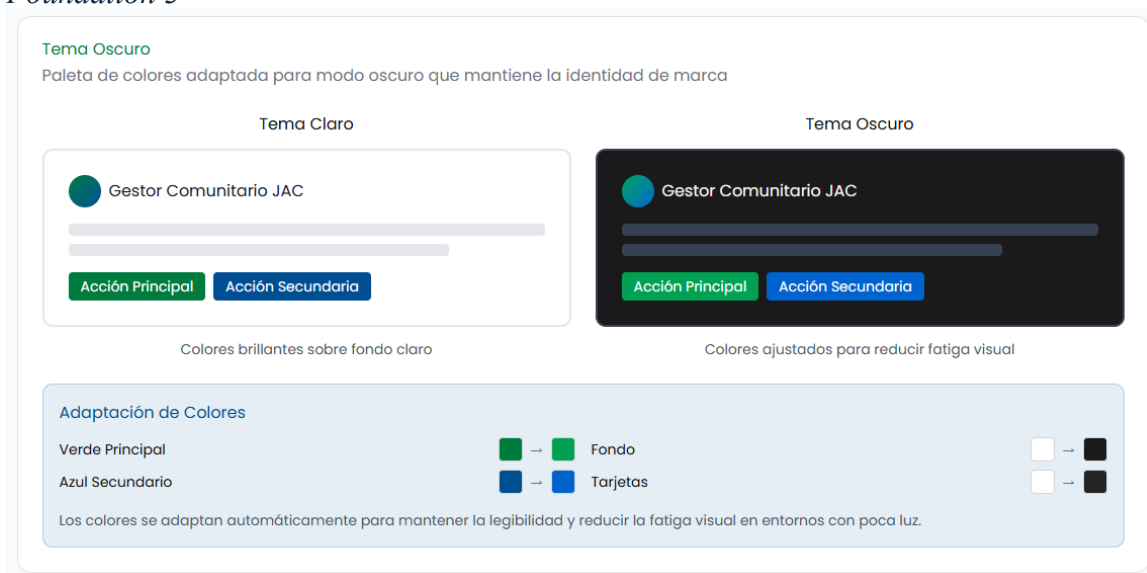 Tema Oscuro
Paleta de colores adaptada para modo oscuro que mantiene la identidad de marca
Tema Claro
Gestor Comunitario JAC
Acción Principal
Acción Secundaria
Colores brillantes sobre fondo claro
Tema Oscuro
Gestor Comunitario JAC
Acción Principal
Acción Secundaria
Colores ajustados para reducir fatiga visual
Adaptación de Colores
Verde Principal
→
Fondo
→
Azul Secundario
→
Tarjetas
→
Los colores se adaptan automáticamente para mantener la legibilidad y reducir la fatiga visual en entornos con poca luz.